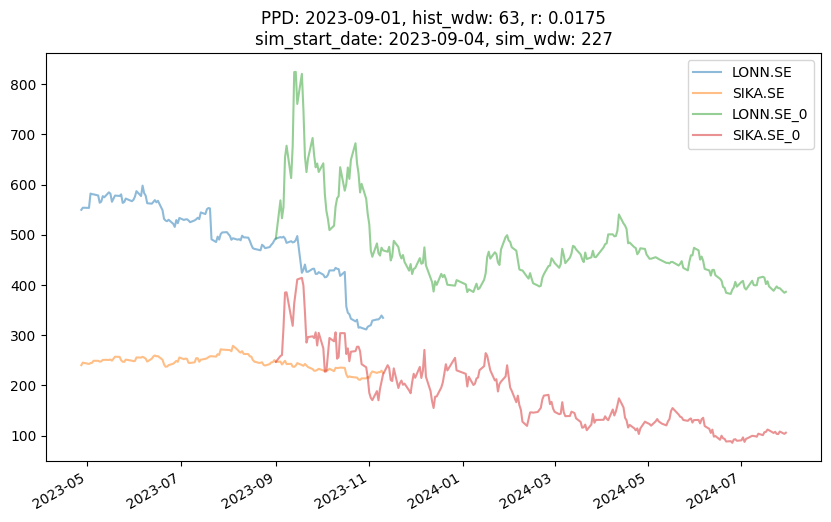 PPD: 2023-09-01, hist_wdw: 63, r: 0.0175
sim_start_date: 2023-09-04, sim_wdw: 227
LONN.SE
SIKA.SE
LONN.SE_0
SIKA.SE_0
800
700
600
500
400
300
200
100
2023-05
2023-07
2023-09
2023-11
2024-01
2024-03
2024-05
2024-07